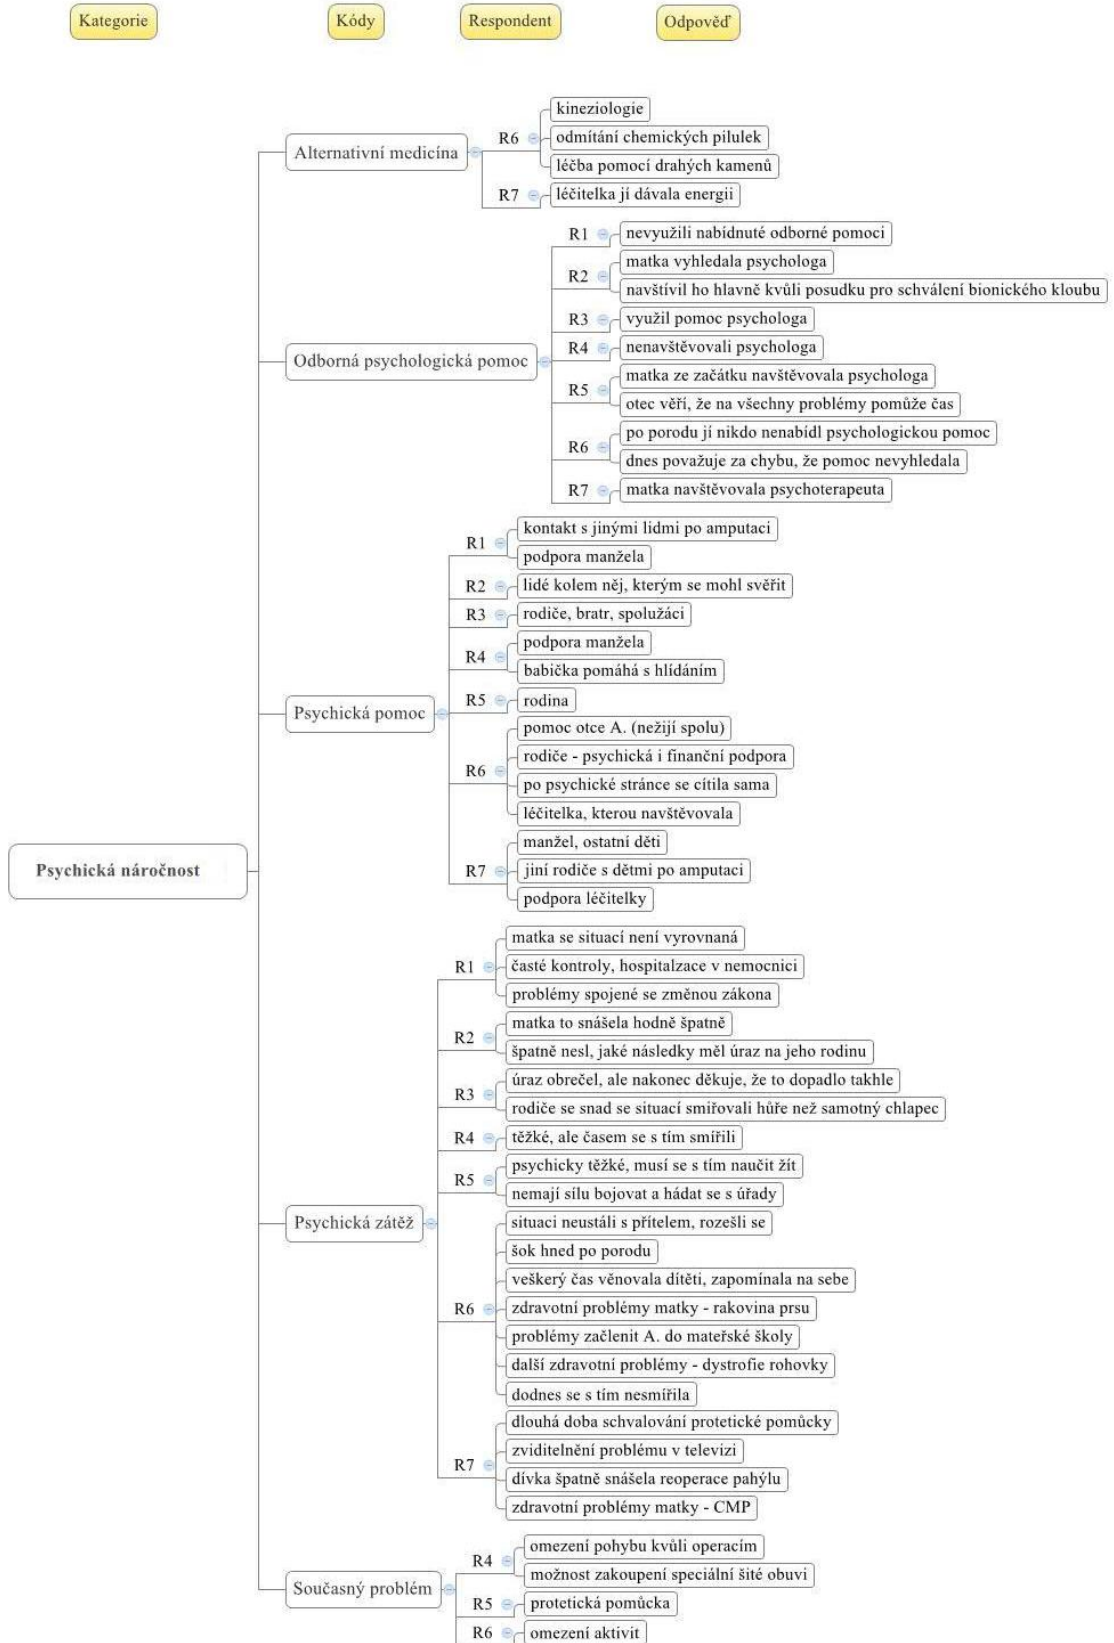 Kategorie
Kódy
Respondent
Odpověď
Alternativní medicína
R6
kineziologie
odmítání chemických pilulek
léčba pomocí drahých kamenů
R7
léčitelka jí dávala energii
Odborná psychologická pomoc
R1
nevyužili nabídnuté odborné pomoci
R2
matka vyhledala psychologa
navštívil ho hlavně kvůli posudku pro schválení bionického kloubu
R3
využil pomoc psychologa
R4
nenavštěvovali psychologa
R5
matka ze začátku navštěvovala psychologa
otec věří, že na všechny problémy pomůže čas
R6
po porodu jí nikdo nenabídl psychologickou pomoc
dnes považuje za chybu, že pomoc nevyhledala
R7
matka navštěvovala psychoterapeuta
Psychická pomoc
R1
kontakt s jinými lidmi po amputaci
podpora manžela
R2
lidé kolem něj, kterým se mohl svěřit
R3
rodiče, bratr, spolužáci
R4
podpora manžela
babička pomáhá s hlídáním
R5
rodina
R6
pomoc otce A. (nežijí spolu)
rodiče - psychická i finanční podpora
po psychické stránce se cítila sama
léčitelka, kterou navštěvovala
R7
manžel, ostatní děti
jiní rodiče s dětmi po amputaci
podpora léčitelky
Psychická náročnost
Psychická zátěž
R1
matka se situací není vyrovnaná
časté kontroly, hospitalzace v nemocnici
problémy spojené se změnou zákona
R2
matka to snášela hodně špatně
špatně nesl, jaké následky měl úraz na jeho rodinu
R3
úraz obrečel, ale nakonec děkuje, že to dopadlo takhle
rodiče se snad se situací smiřovali hůře než samotný chlapec
R4
těžké, ale časem se s tím smířili
R5
psychicky těžké, musí se s tím naučit žít
nemají sílu bojovat a hádat se s úřady
R6
situaci neustáli s přítelem, rozešli se
šok hned po porodu
veškerý čas věnovala dítěti, zapomínala na sebe
zdravotní problémy matky - rakovina prsu
problémy začlenit A. do mateřské školy
další zdravotní problémy - dystrofie rohovky
dodnes se s tím nesmířila
R7
dlouhá doba schvalování protetické pomůcky
zviditelnění problému v televizi
dívka špatně snášela reoperace pahýlu
zdravotní problémy matky - CMP
Současný problém
R4
omezení pohybu kvůli operacím
možnost zakoupení speciální šité obuvi
R5
protetická pomůcka
R6
omezení aktivit